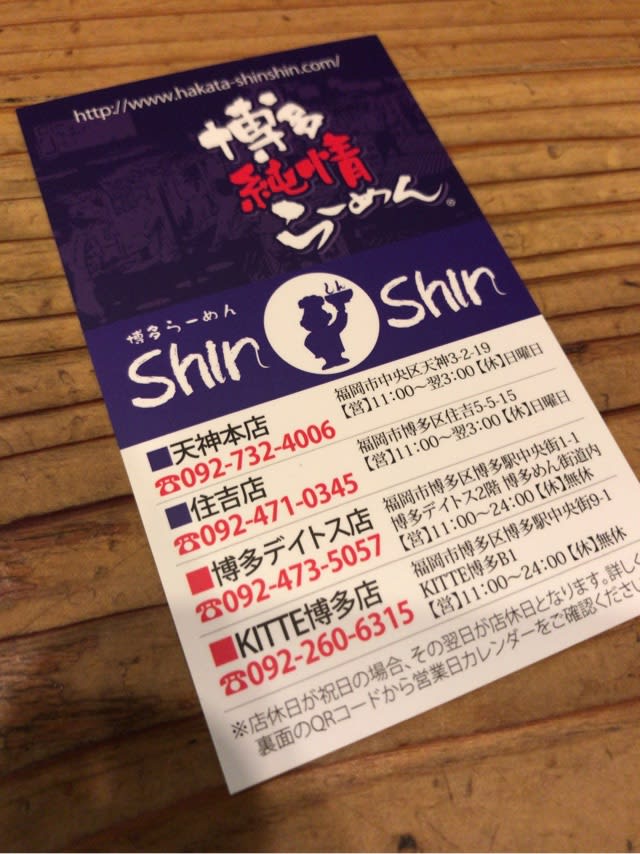 http://www.hakata-shinshin.com/
博多
純情
らーめん®
博多らーめん
Shin Shin
しん
■天神本店
☎092-732-4006
福岡市中央区天神3-2-19
【営】11:00〜翌3:00【休】日曜日
■住吉店
☎092-471-0345
福岡市博多区住吉5-5-15
【営】11:00〜翌3:00【休】日曜日
■博多デイトス店
☎092-473-5057
福岡市博多区博多駅中央街1-1
博多デイトス2階 博多めん街道内
【営】11:00〜24:00【休】無休
■KITTE博多店
☎092-260-6315
福岡市博多区博多駅中央街9-1
KITTE博多B1
【営】11:00〜24:00【休】無休
※店休日が祝日の場合、その翌日が店休日となります。詳しく
裏面のQRコードから営業日カレンダーをご確認ください